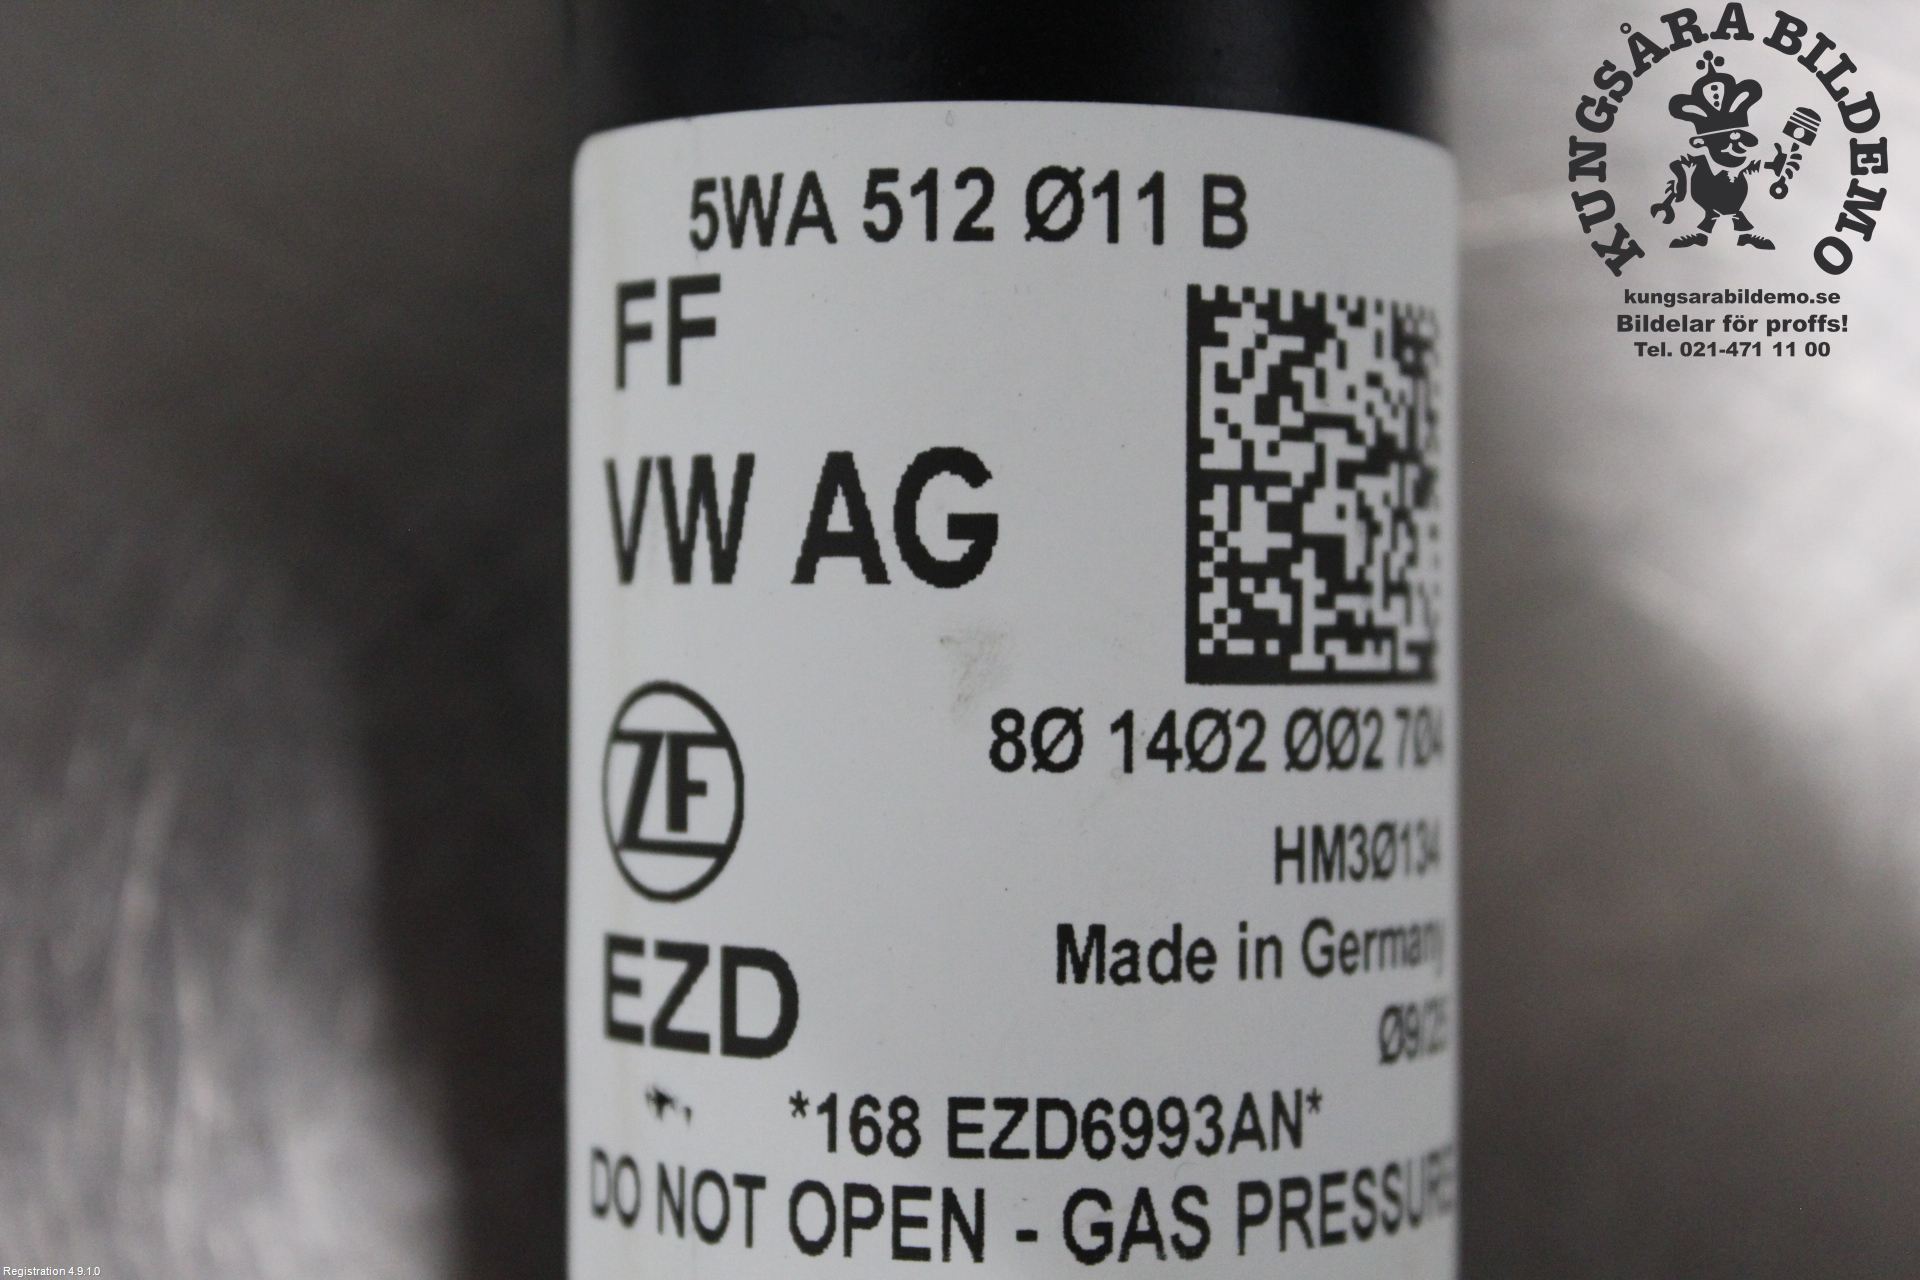 5WA 512 Ø11 B
FF
VW AG
8Ø 14Ø2 ØØ2 7Ø4
ZF
HM3Ø134
Made in Germany
EZD
Ø9/25
*168 EZD6993AN*
DO NOT OPEN - GAS PRESSURE
KUNGSÅRA BILDEMO
kungsarabildemo.se
Bildelar för proffs!
Tel. 021-471 11 00
Registration 4.9.1.0